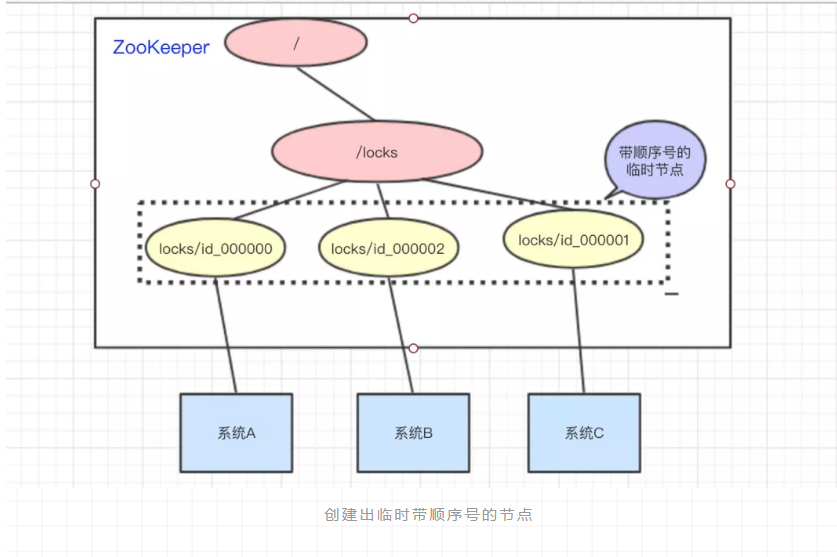 ZooKeeper
/
/locks
带顺序号的
临时节点
locks/id_000000
locks/id_000002
locks/id_000001
系统A
系统B
系统C
创建出临时带顺序号的节点